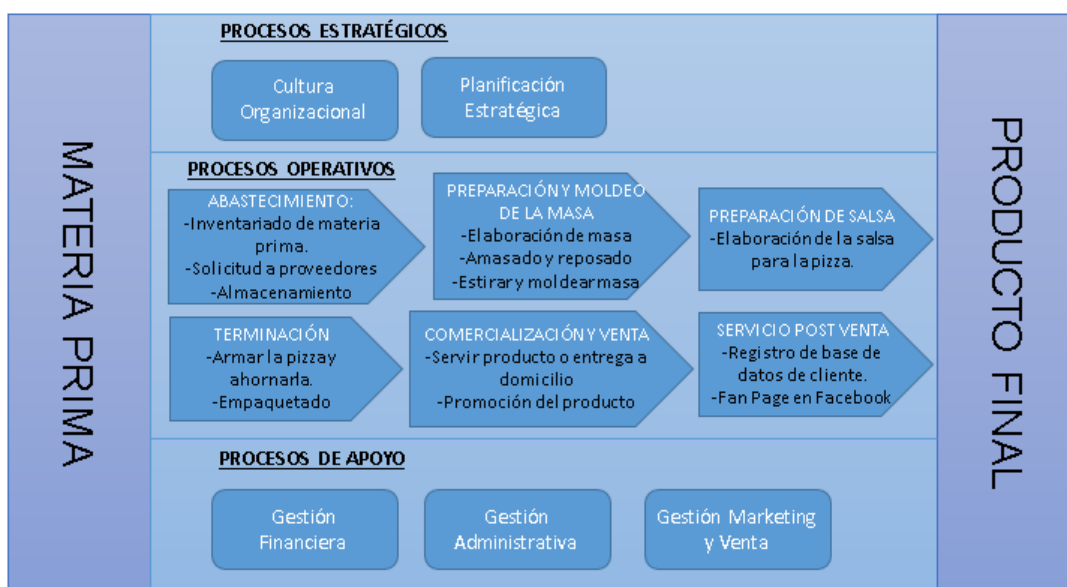 MATERIA PRIMA
PROCESOS ESTRATÉGICOS
Cultura
Organizacional
Planificación
Estratégica
PROCESOS OPERATIVOS
ABASTECIMIENTO:
-Inventariado de materia
prima.
-Solicitud a proveedores
-Almacenamiento
PREPARACIÓN Y MOLDEO
DE LA MASA
-Elaboración de masa
-Amasado y reposado
-Estirar y moldear masa
PREPARACIÓN DE SALSA
-Elaboración de la salsa
para la pizza.
TERMINACIÓN
-Armar la pizza y
ahornarla.
-Empaquetado
COMERCIALIZACIÓN Y VENTA
-Servir producto o entrega a
domicilio
-Promoción del producto
SERVICIO POST VENTA
-Registro de base de
datos de cliente.
-Fan Page en Facebook
PROCESOS DE APOYO
Gestión
Financiera
Gestión
Administrativa
Gestión Marketing
y Venta
PRODUCTO FINAL